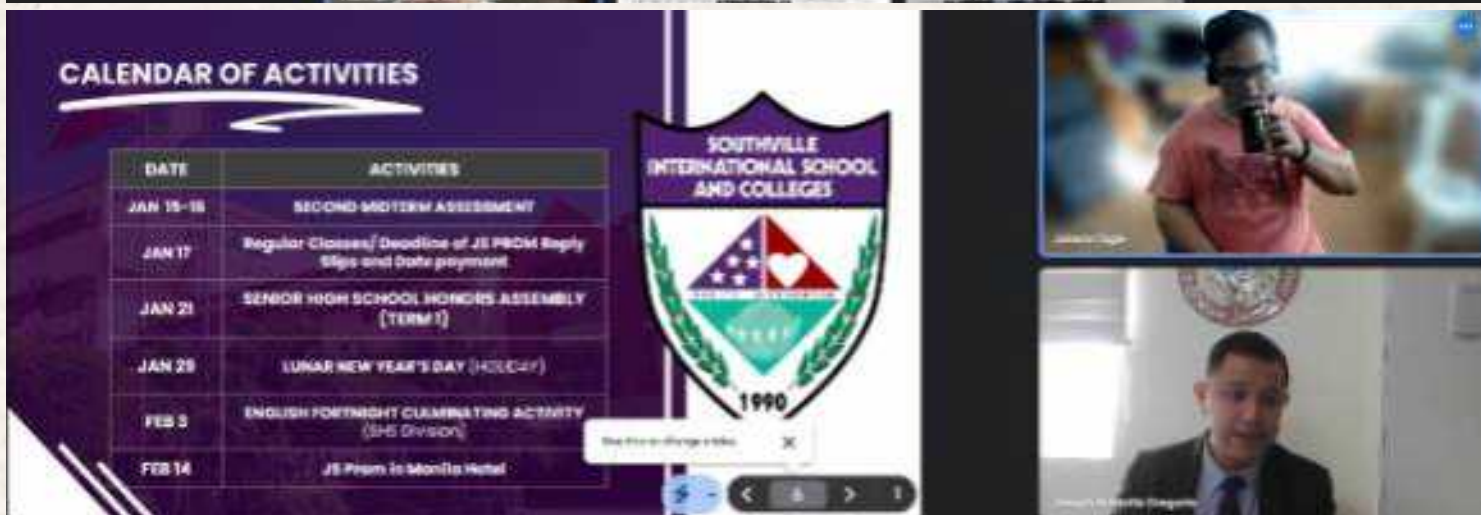 CALENDAR OF ACTIVITIES
DATE ACTIVITIES
JAN 15-16 SECOND MIDTERM ASSESSMENT
JAN 17 Regular Classes/ Deadline of JS PROM Reply
Slips and Date payment
JAN 21 SENIOR HIGH SCHOOL HONORS ASSEMBLY
(TERM 1)
JAN 29 LUNAR NEW YEAR'S DAY (HOLIDAY)
FEB 3 ENGLISH FORTNIGHT CULMINATING ACTIVITY
(SHS Division)
FEB 14 JS Prom in Manila Hotel
SOUTHVILLE
INTERNATIONAL SCHOOL
AND COLLEGES
1990
6